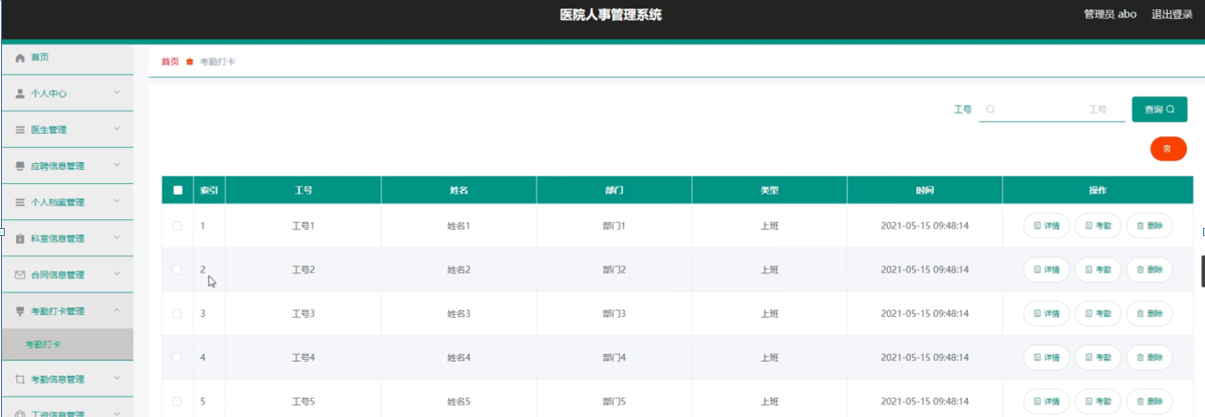 医院人事管理系统
管理员 abo 退出登录
首页
个人中心
医生管理
应聘信息管理
个人档案管理
科室信息管理
合同信息管理
考勤打卡管理
考勤打卡
考勤信息管理
工资信息管理
首页 考勤打卡
工号 工号 查询
索引 工号 姓名 部门 类型 时间 操作
1 工号1 姓名1 部门1 上班 2021-05-15 09:48:14 详情 考勤 删除
2 工号2 姓名2 部门2 上班 2021-05-15 09:48:14 详情 考勤 删除
3 工号3 姓名3 部门3 上班 2021-05-15 09:48:14 详情 考勤 删除
4 工号4 姓名4 部门4 上班 2021-05-15 09:48:14 详情 考勤 删除
5 工号5 姓名5 部门5 上班 2021-05-15 09:48:14 详情 考勤 删除